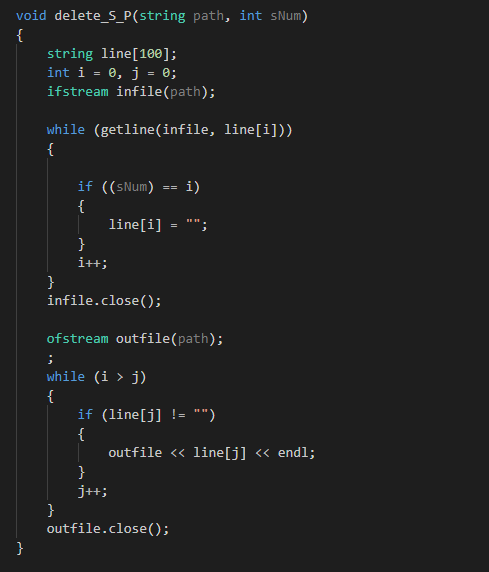 void delete_S_P(string path, int sNum)
{
    string line[100];
    int i = 0, j = 0;
    ifstream infile(path);
    while (getline(infile, line[i]))
    {
        if ((sNum) == i)
        {
            line[i] = "";
        }
        i++;
    }
    infile.close();
    ofstream outfile(path);
    ;
    while (i > j)
    {
        if (line[j] != "")
        {
            outfile << line[j] << endl;
        }
        j++;
    }
    outfile.close();
}